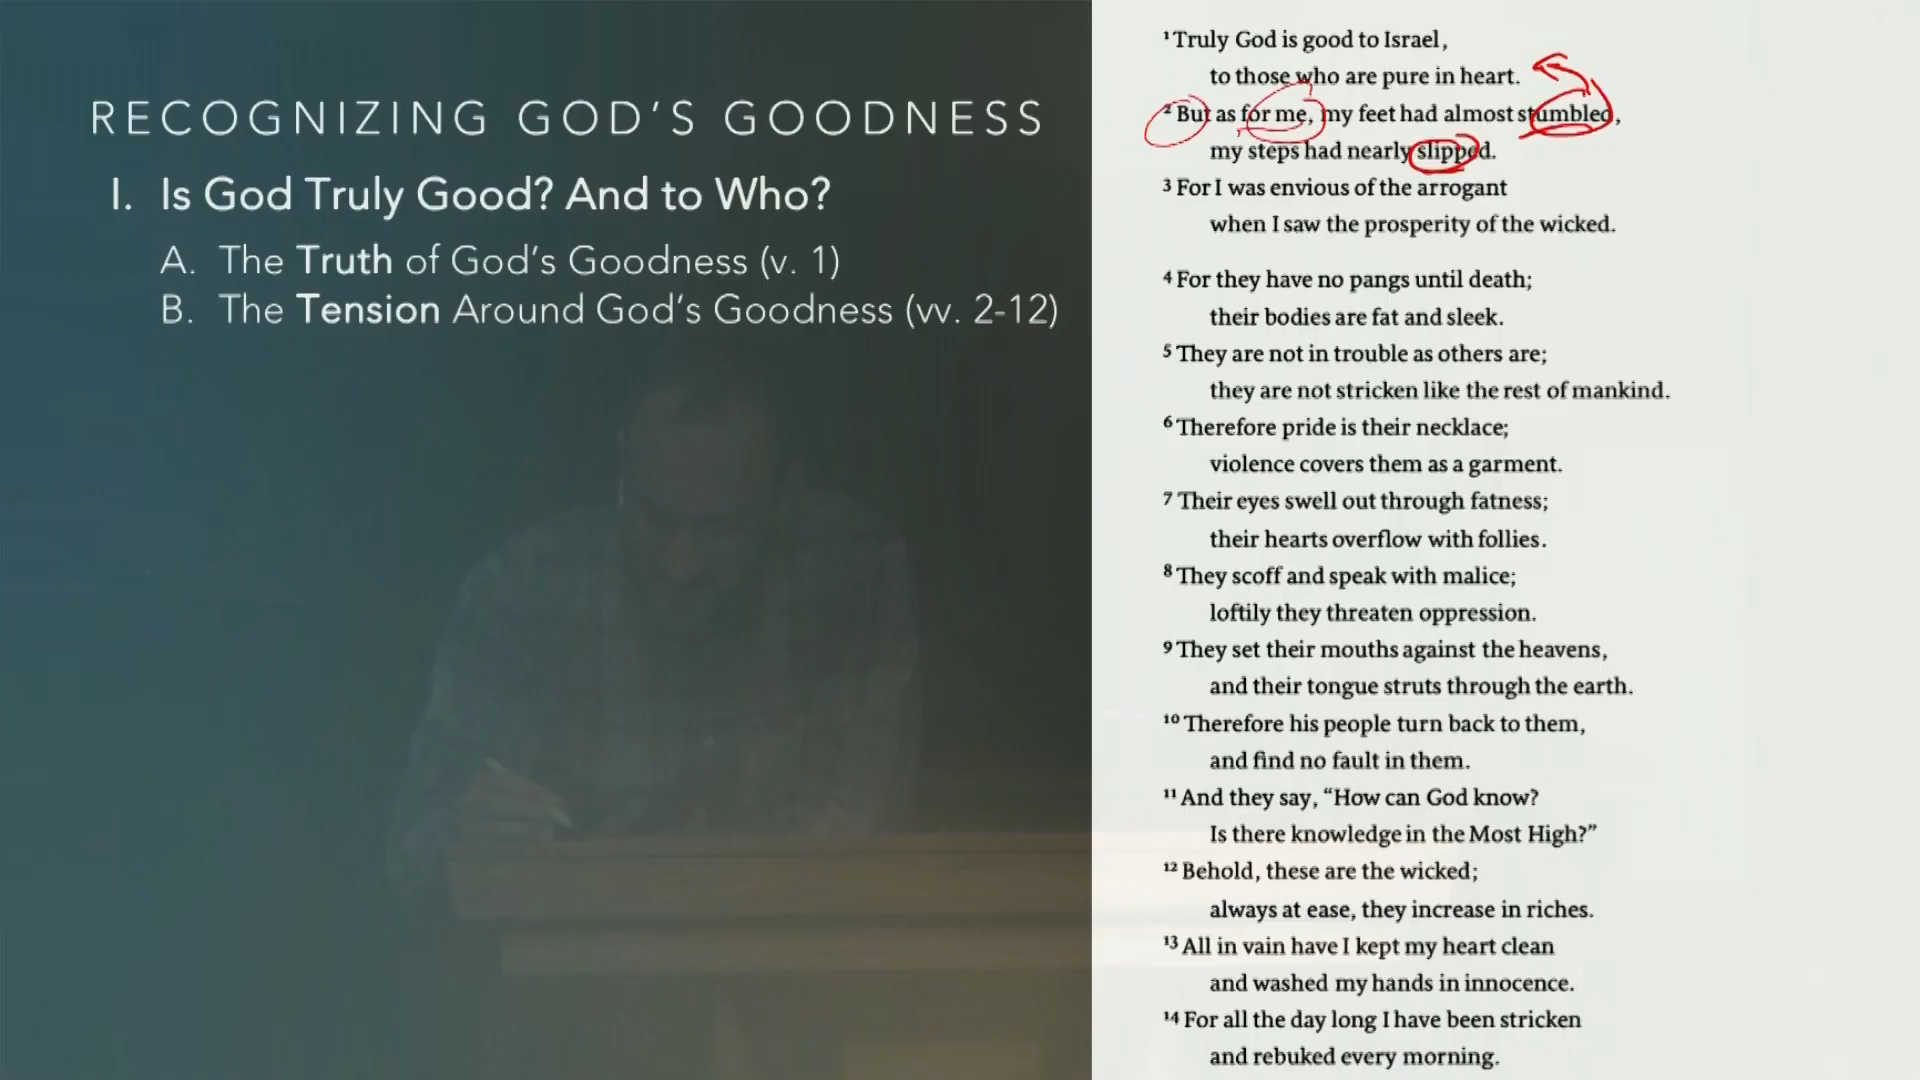 RECOGNIZING GOD'S GOODNESS
I. Is God Truly Good? And to Who?
A. The Truth of God's Goodness (v. 1)
B. The Tension Around God's Goodness (vv. 2-12)
1 Truly God is good to Israel,
to those who are pure in heart.
2 But as for me, my feet had almost stumbled,
my steps had nearly slipped.
3 For I was envious of the arrogant
when I saw the prosperity of the wicked.
4 For they have no pangs until death;
their bodies are fat and sleek.
5 They are not in trouble as others are;
they are not stricken like the rest of mankind.
6 Therefore pride is their necklace;
violence covers them as a garment.
7 Their eyes swell out through fatness;
their hearts overflow with follies.
8 They scoff and speak with malice;
loftily they threaten oppression.
9 They set their mouths against the heavens,
and their tongue struts through the earth.
10 Therefore his people turn back to them,
and find no fault in them.
11 And they say, “How can God know?
Is there knowledge in the Most High?”
12 Behold, these are the wicked;
always at ease, they increase in riches.
13 All in vain have I kept my heart clean
and washed my hands in innocence.
14 For all the day long I have been stricken
and rebuked every morning.